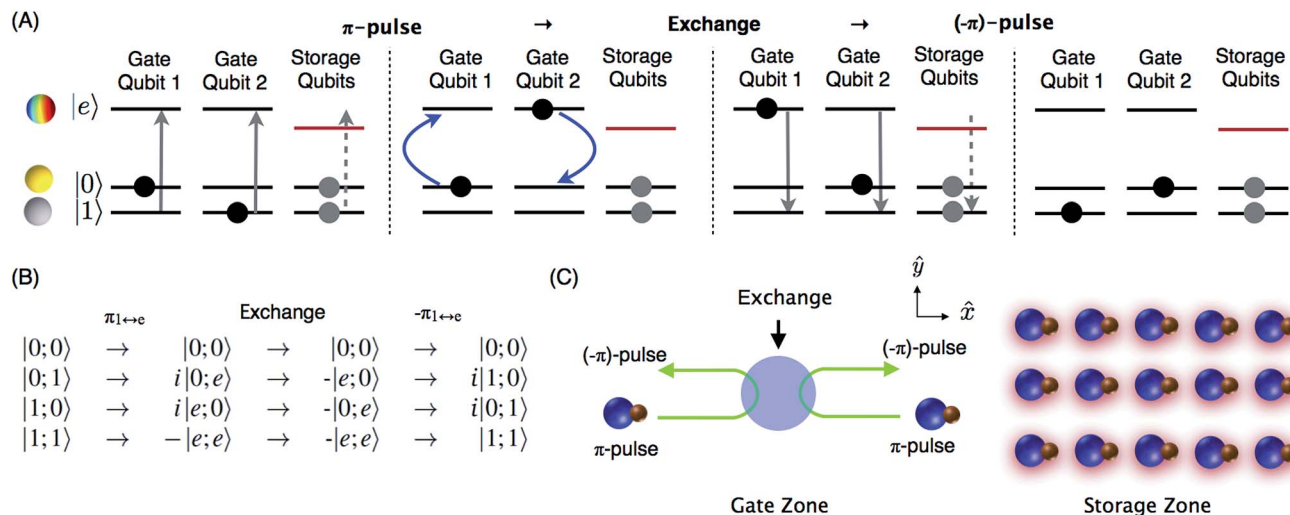 (A)
π-pulse → Exchange → (-π)-pulse
Gate Qubit 1 Gate Qubit 2 Storage Qubits Gate Qubit 1 Gate Qubit 2 Storage Qubits Gate Qubit 1 Gate Qubit 2 Storage Qubits Gate Qubit 1 Gate Qubit 2 Storage Qubits
|e⟩
|0⟩
|1⟩
(B)
π1↔e Exchange -π1↔e
|0;0⟩ → |0;0⟩ → |0;0⟩ → |0;0⟩
|0;1⟩ → i|0;e⟩ → -|e;0⟩ → i|1;0⟩
|1;0⟩ → i|e;0⟩ → -|0;e⟩ → i|0;1⟩
|1;1⟩ → −|e;e⟩ → -|e;e⟩ → |1;1⟩
(C)
Exchange
ŷ
x̂
(-π)-pulse (-π)-pulse
π-pulse π-pulse
Gate Zone Storage Zone